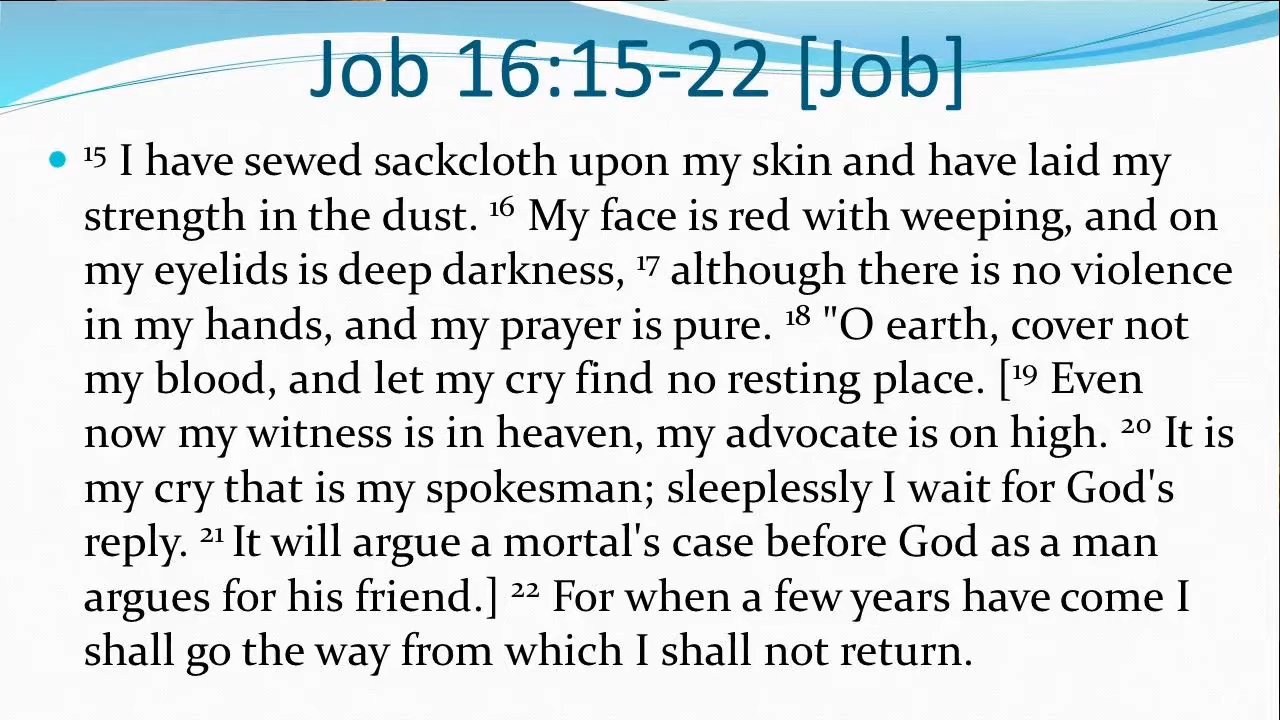 Job 16:15-22 [Job]
• ¹⁵ I have sewed sackcloth upon my skin and have laid my
strength in the dust. ¹⁶ My face is red with weeping, and on
my eyelids is deep darkness, ¹⁷ although there is no violence
in my hands, and my prayer is pure. ¹⁸ "O earth, cover not
my blood, and let my cry find no resting place. [¹⁹ Even
now my witness is in heaven, my advocate is on high. ²⁰ It is
my cry that is my spokesman; sleeplessly I wait for God's
reply. ²¹ It will argue a mortal's case before God as a man
argues for his friend.] ²² For when a few years have come I
shall go the way from which I shall not return.